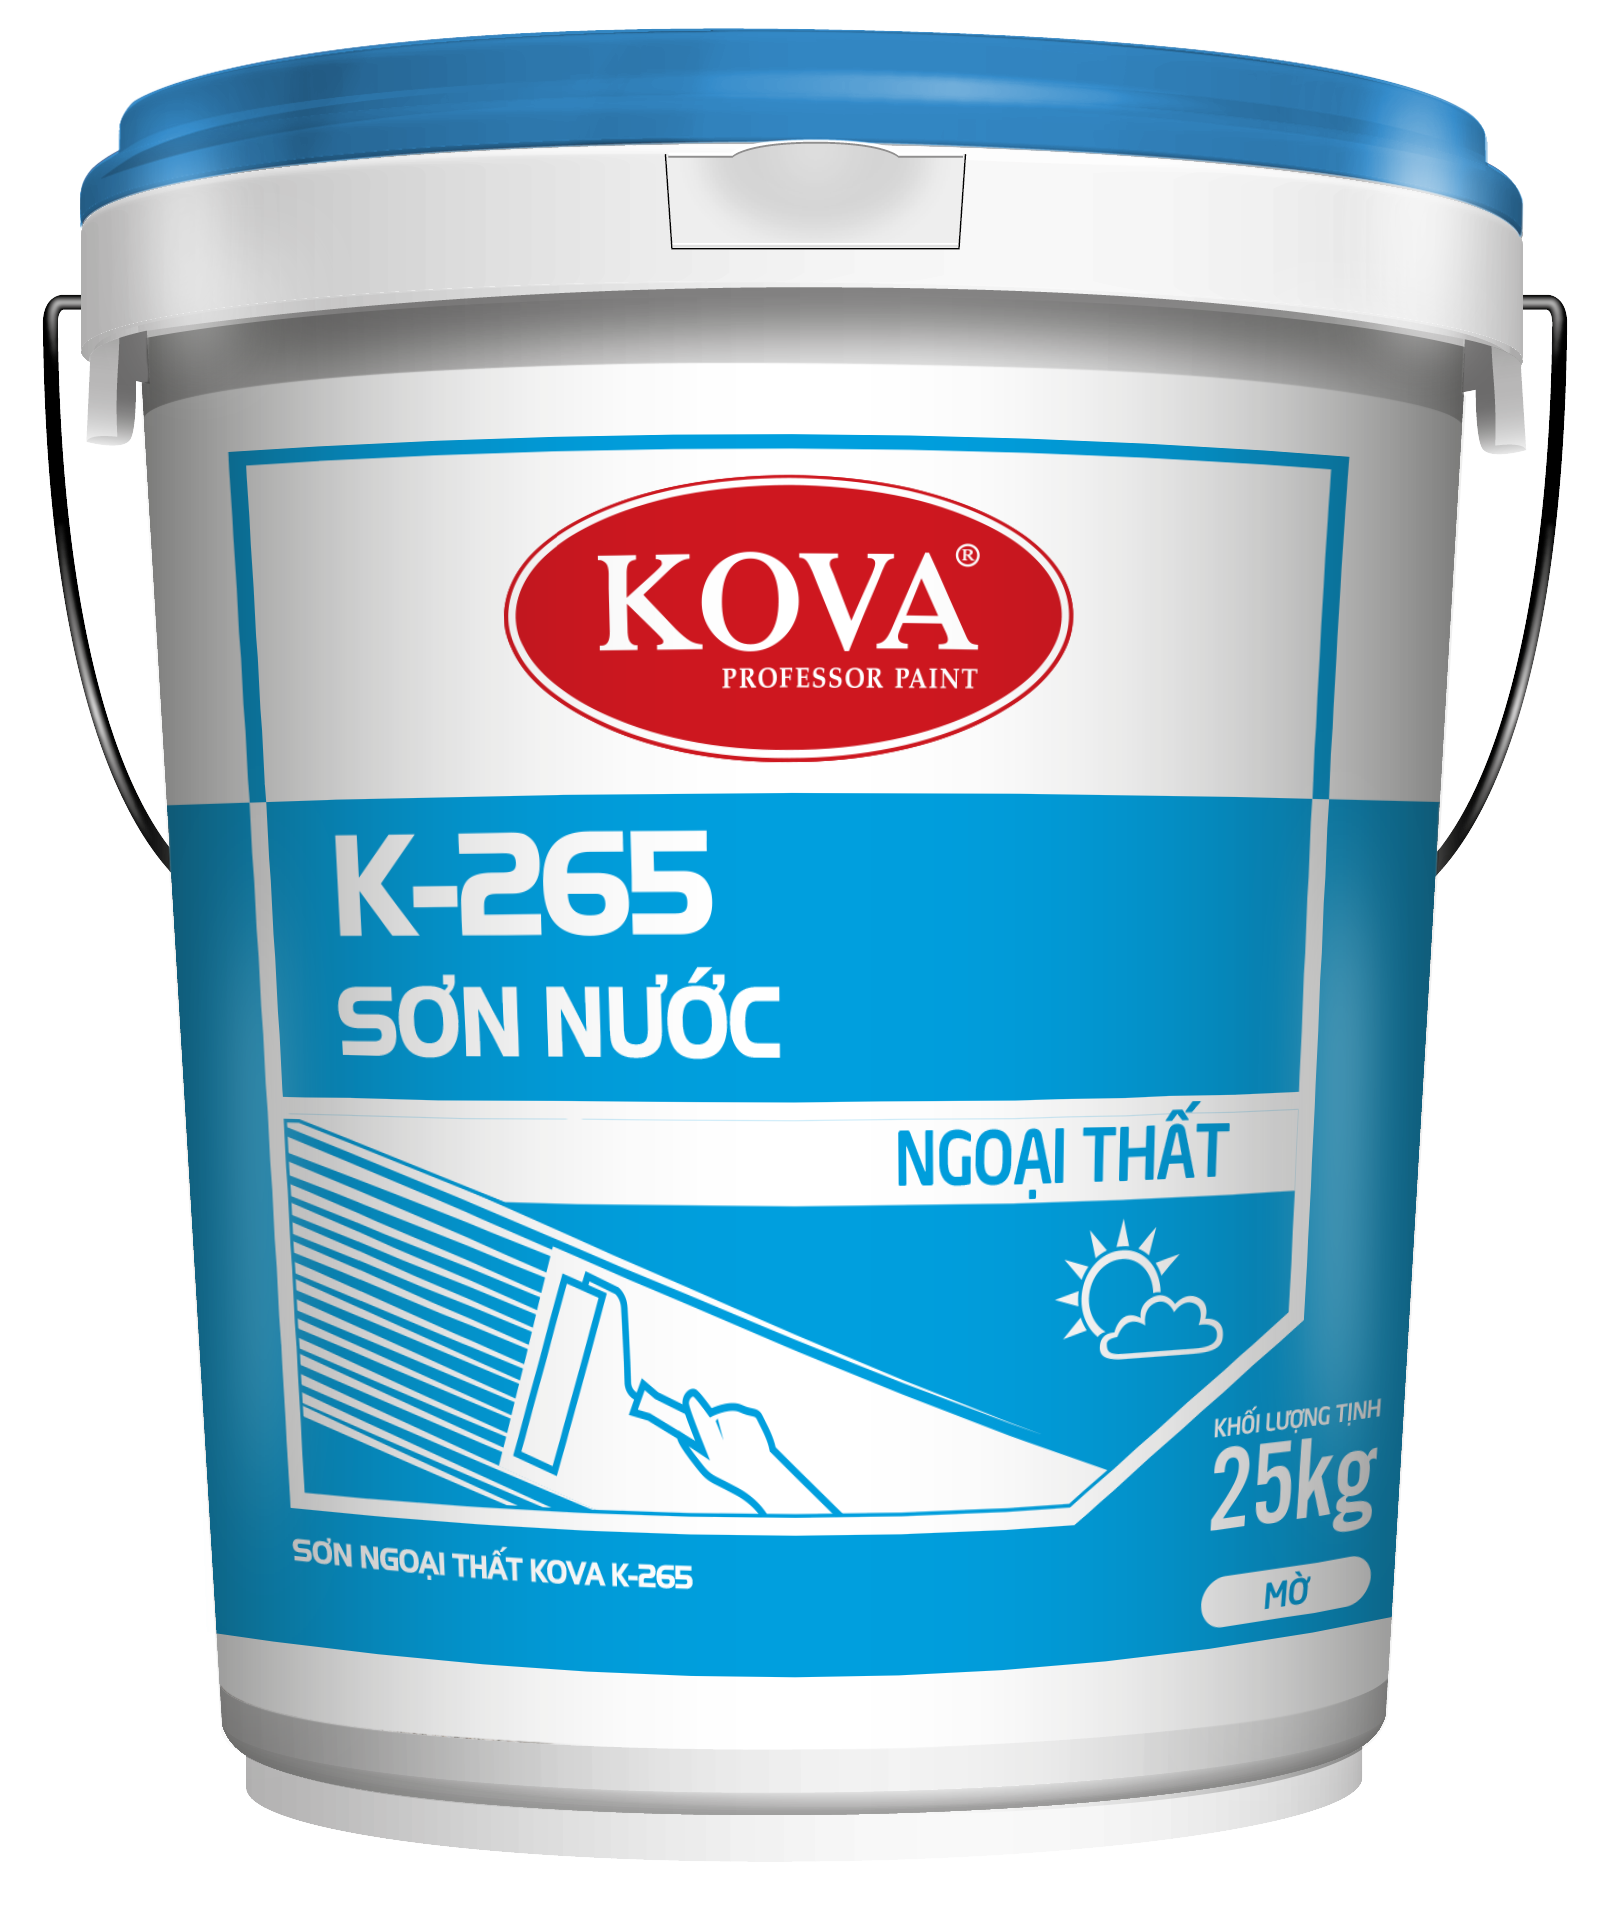 KOVA®
PROFESSOR PAINT
K-265
SƠN NƯỚC
NGOẠI THẤT
KHỐI LƯỢNG TỊNH
25kg
MỜ
SƠN NGOẠI THẤT KOVA K-265